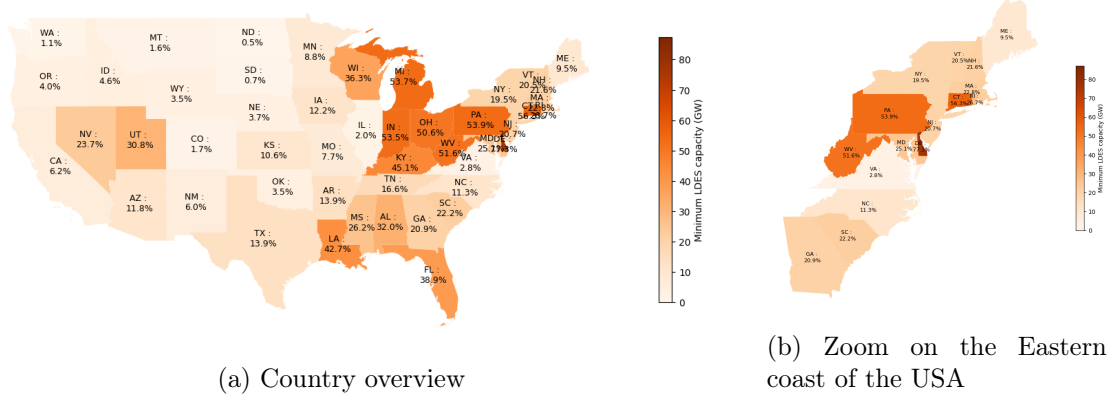 WA :
1.1%
MT :
1.6%
ND :
0.5%
MN :
8.8%
ME :
9.5%
OR :
4.0%
ID :
4.6%
SD :
0.7%
WI :
36.3%
MI :
53.7%
VT :
20.5%
NH :
21.6%
WY :
3.5%
NY :
19.5%
MA :
22.8%
IA :
12.2%
NE :
3.7%
PA :
53.9%
NJ :
20.7%
NV :
23.7%
UT :
30.8%
CO :
1.7%
IL :
2.0%
IN :
53.5%
OH :
50.6%
WV :
51.6%
CA :
6.2%
KS :
10.6%
MO :
7.7%
KY :
45.1%
VA :
2.8%
AZ :
11.8%
NM :
6.0%
OK :
3.5%
AR :
13.9%
TN :
16.6%
NC :
11.3%
SC :
22.2%
TX :
13.9%
MS :
26.2%
AL :
32.0%
GA :
20.9%
LA :
42.7%
FL :
38.9%
80
70
60
50
40
30
20
10
0
Minimum LDES capacity (GW)
(a) Country overview
ME :
9.5%
VT :
20.5%
NH :
21.6%
NY :
19.5%
MA :
22.8%
CT :
56.3%
PA :
53.9%
NJ :
20.7%
MD :
25.1%
WV :
51.6%
VA :
2.8%
NC :
11.3%
SC :
22.2%
GA :
20.9%
80
70
60
50
40
30
20
10
0
Minimum LDES capacity (GW)
(b) Zoom on the Eastern
coast of the USA